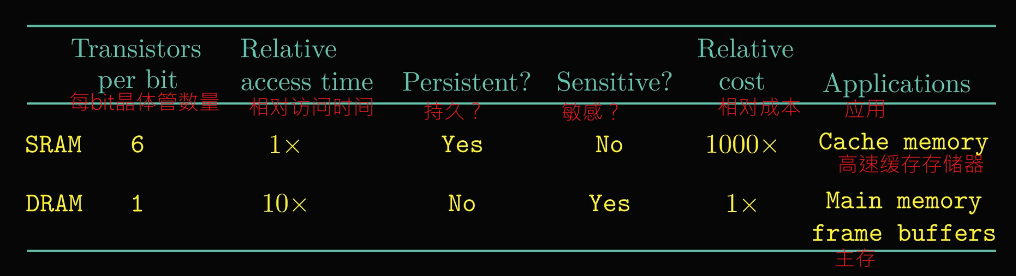 Transistors per bit Relative access time Persistent? Sensitive? Relative cost Applications
每bit晶体管数量 相对访问时间 持久？ 敏感？ 相对成本 应用
SRAM 6 1× Yes No 1000× Cache memory
高速缓存存储器
DRAM 1 10× No Yes 1× Main memory
frame buffers
主存